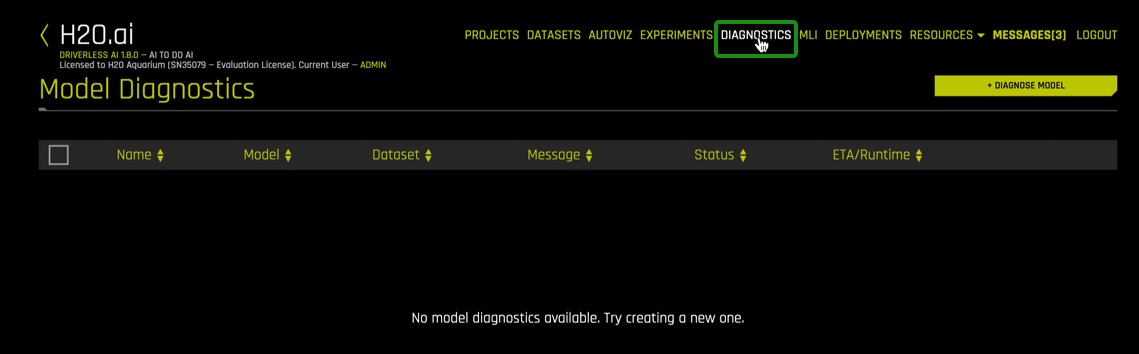 H2O.ai
PROJECTS DATASETS AUTOVIZ EXPERIMENTS DIAGNOSTICS MLI DEPLOYMENTS RESOURCES MESSAGES[3] LOGOUT
DRIVERLESS AI 1.8.0 – AI TO DO AI
Licensed to H2O Aquarium (SN35079 – Evaluation License). Current User – ADMIN
Model Diagnostics
+ DIAGNOSE MODEL
Name Model Dataset Message Status ETA/Runtime
No model diagnostics available. Try creating a new one.